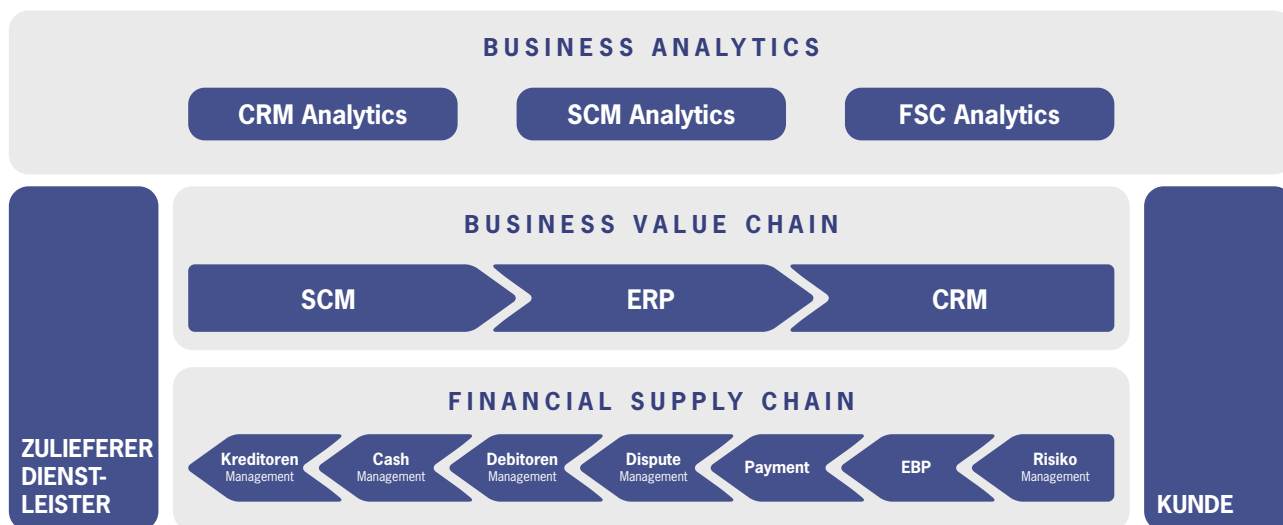 BUSINESS ANALYTICS
CRM Analytics
SCM Analytics
FSC Analytics
BUSINESS VALUE CHAIN
SCM
ERP
CRM
FINANCIAL SUPPLY CHAIN
Kreditoren
Management
Cash
Management
Debitoren
Management
Dispute
Management
Payment
EBP
Risiko
Management
ZULIEFERER
DIENST-
LEISTER
KUNDE